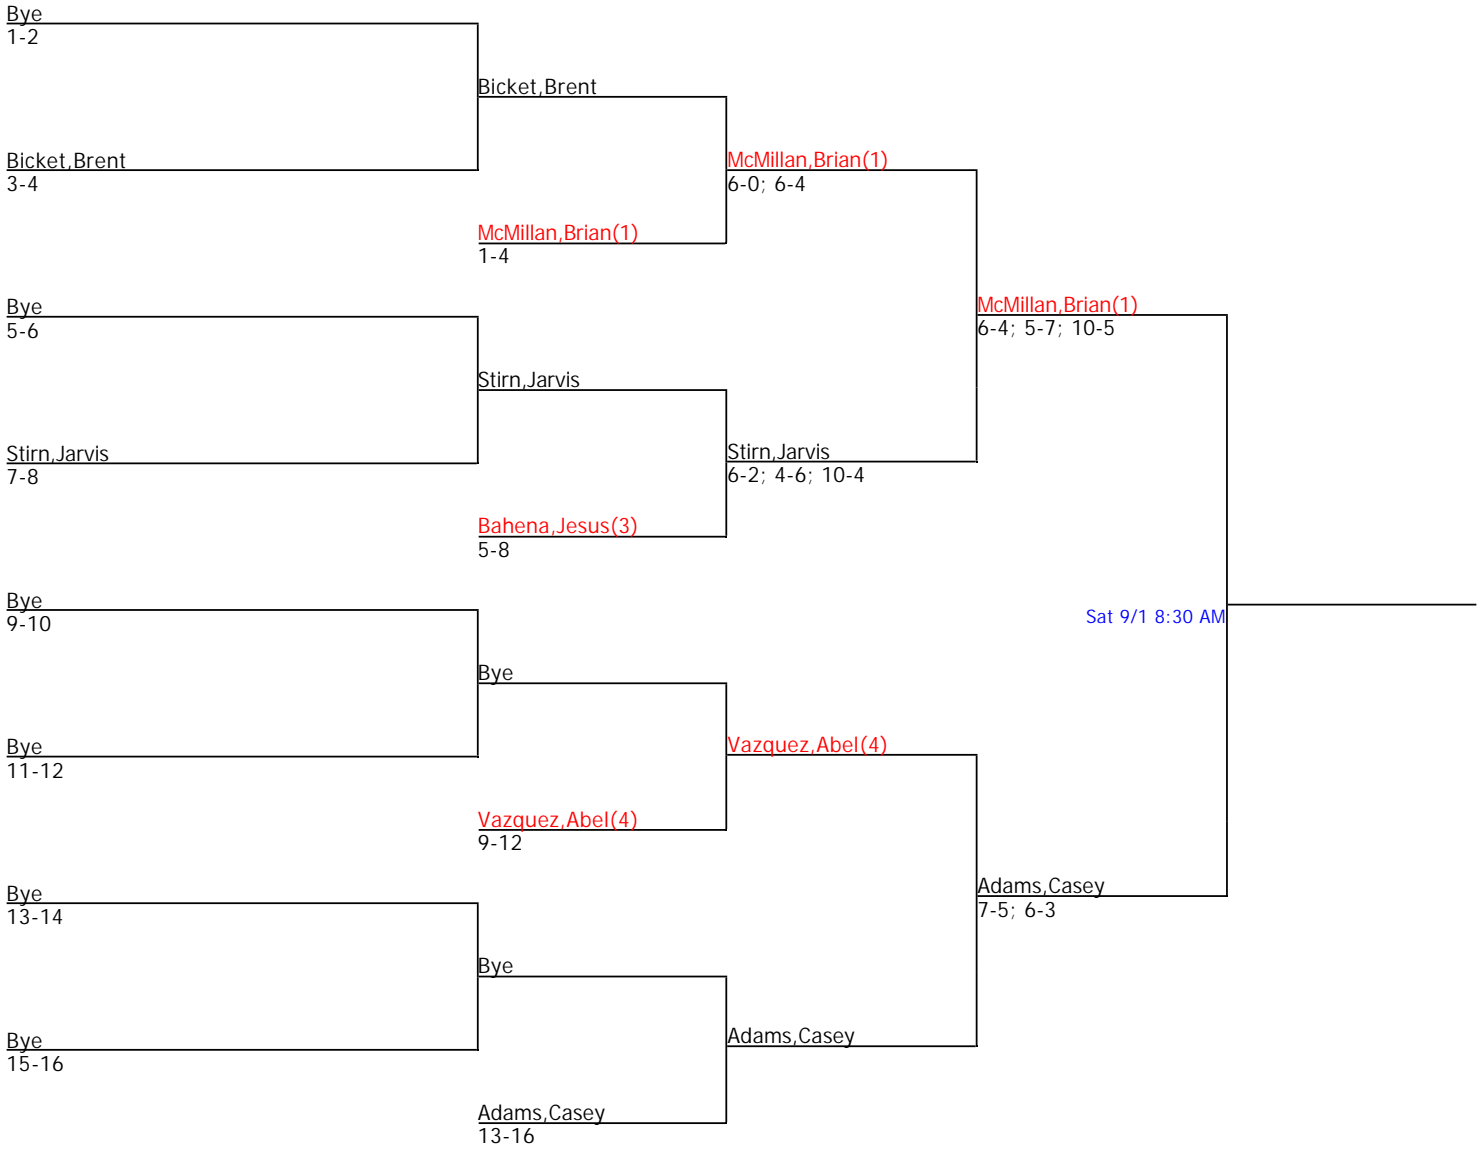 Bye
1-2
Bicket,Brent
Bicket,Brent
3-4
McMillan,Brian(1)
6-0; 6-4
McMillan,Brian(1)
1-4
Bye
5-6
McMillan,Brian(1)
6-4; 5-7; 10-5
Stirn,Jarvis
Stirn,Jarvis
7-8
Stirn,Jarvis
6-2; 4-6; 10-4
Bahena,Jesus(3)
5-8
Bye
9-10
Sat 9/1 8:30 AM
Bye
Bye
11-12
Vazquez,Abel(4)
Vazquez,Abel(4)
9-12
Bye
13-14
Adams,Casey
7-5; 6-3
Bye
Bye
15-16
Adams,Casey
Adams,Casey
13-16